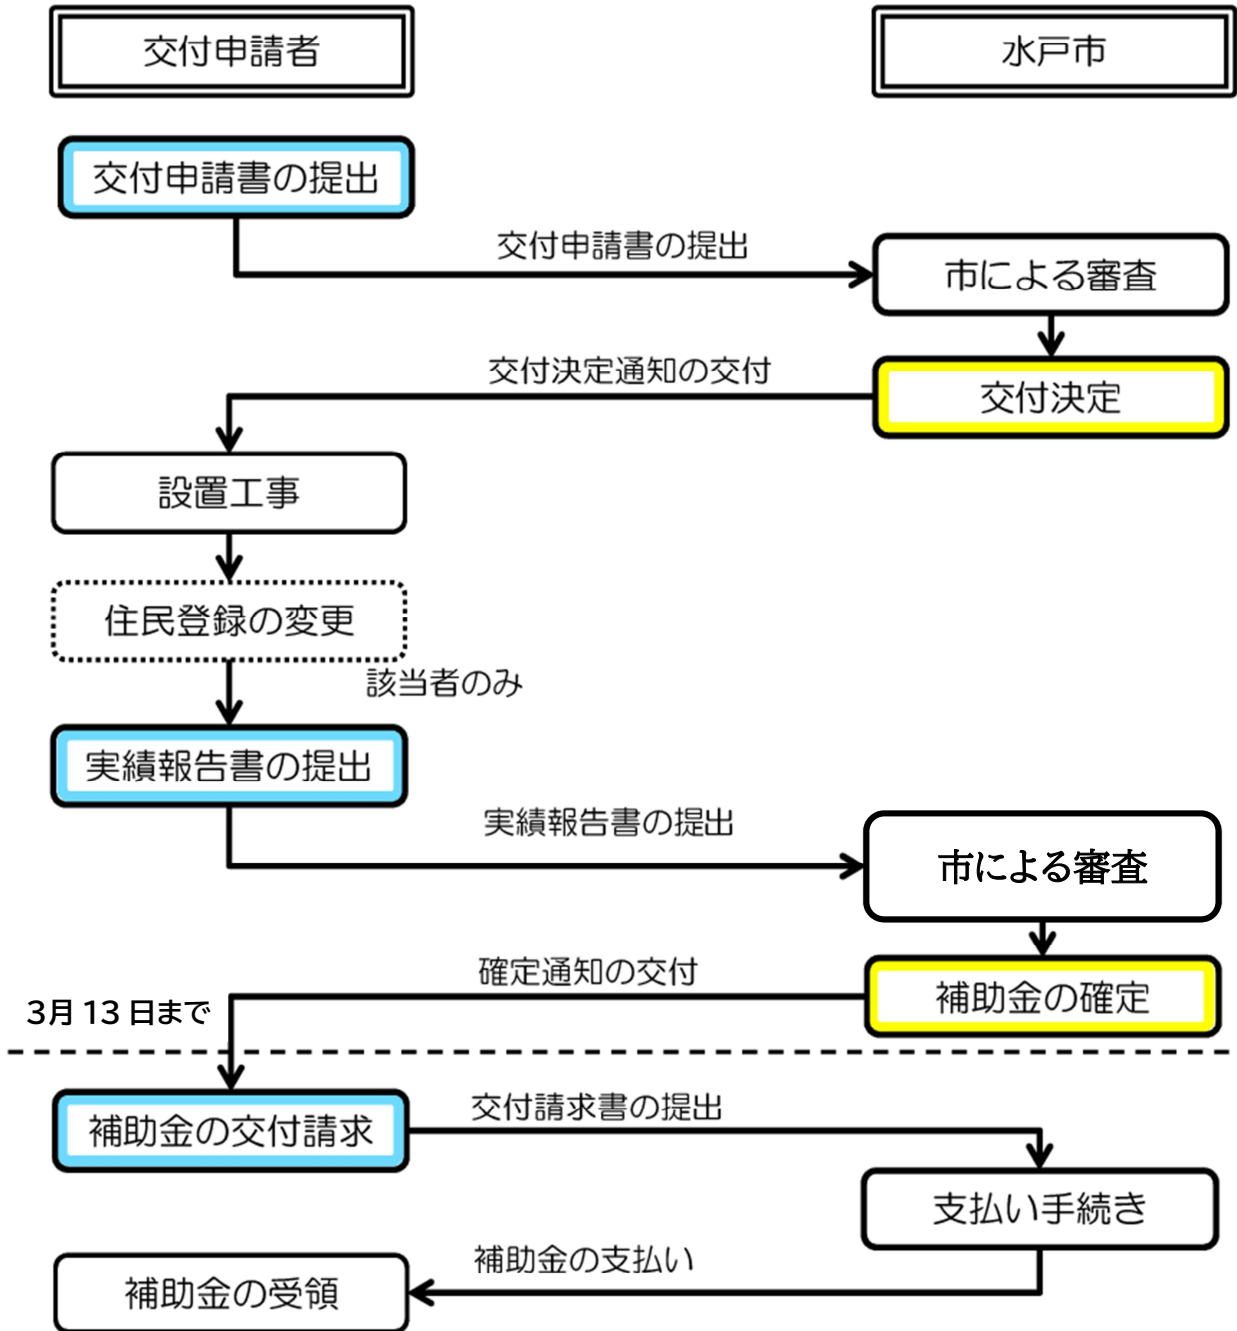 交付申請者
水戸市
交付申請書の提出
交付申請書の提出
市による審査
交付決定通知の交付
交付決定
設置工事
住民登録の変更
該当者のみ
実績報告書の提出
実績報告書の提出
市による審査
確定通知の交付
補助金の確定
3月 13 日まで
補助金の交付請求
交付請求書の提出
支払い手続き
補助金の支払い
補助金の受領